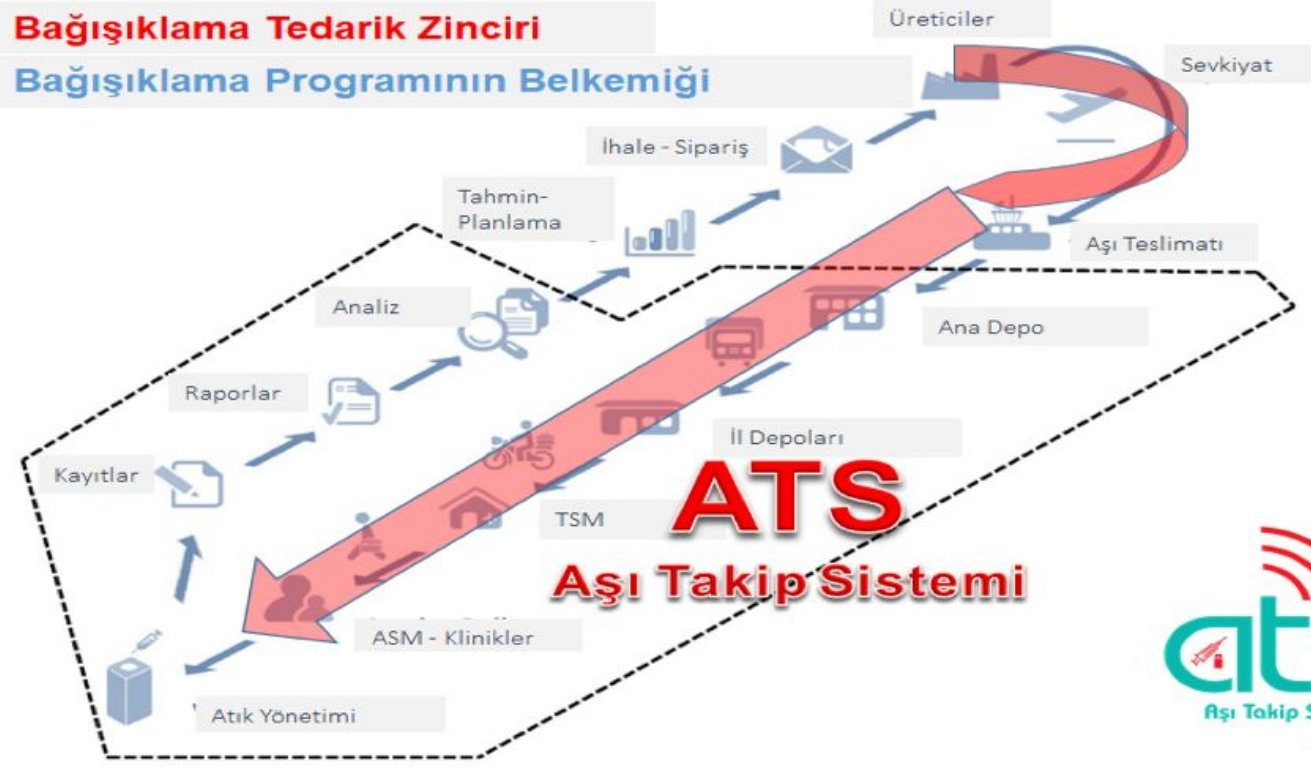 Bağışıklama Tedarik Zinciri
Bağışıklama Programının Belkemiği
Üreticiler
Sevkiyat
İhale - Sipariş
Tahmin-
Planlama
Aşı Teslimatı
Analiz
Ana Depo
Raporlar
İl Depoları
Kayıtlar
ATS
TSM
Aşı Takip Sistemi
ASM - Klinikler
Atık Yönetimi
at
Aşı Takip S